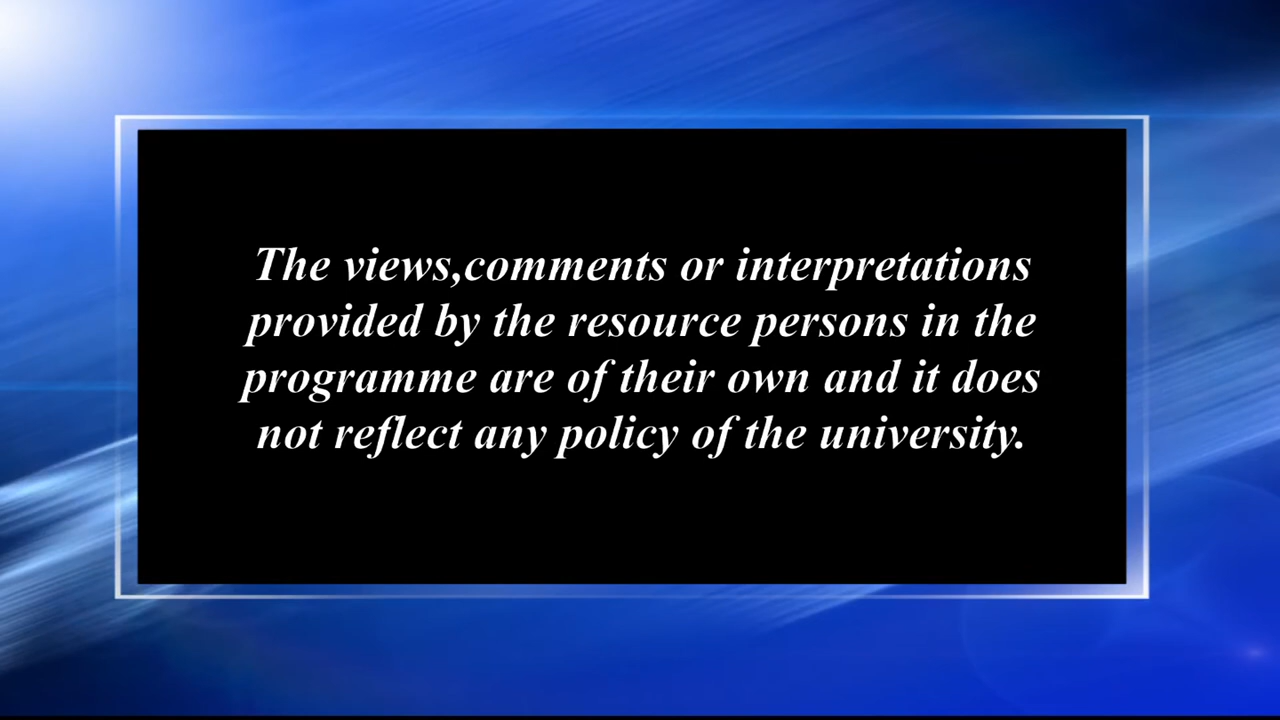 The views,comments or interpretations
provided by the resource persons in the
programme are of their own and it does
not reflect any policy of the university.